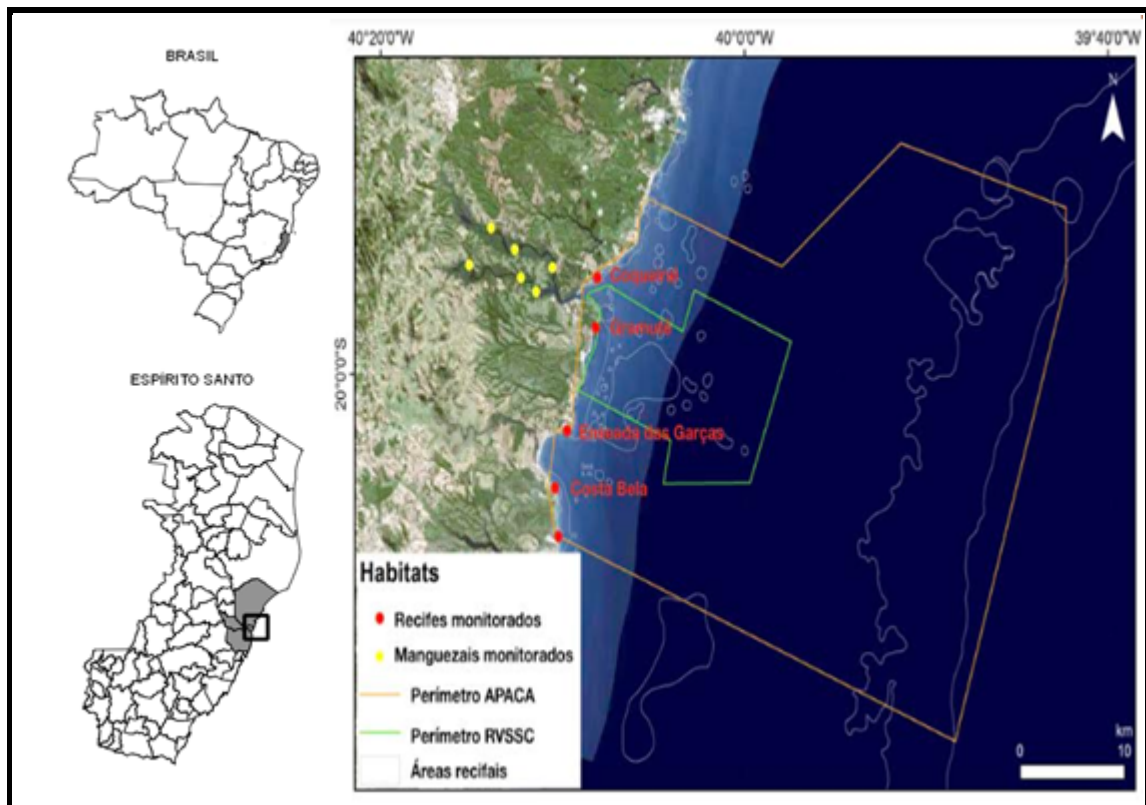 BRASIL
ESPÍRITO SANTO
40°20'0"W
40°0'0"W
39°40'0"W
N
20°0'0"S
Coqueiral
Gramuté
Enseada das Garças
Costa Bela
Habitats
Recifes monitorados
Manguezais monitorados
Perímetro APACA
Perímetro RVSSC
Áreas recifais
km
0 10